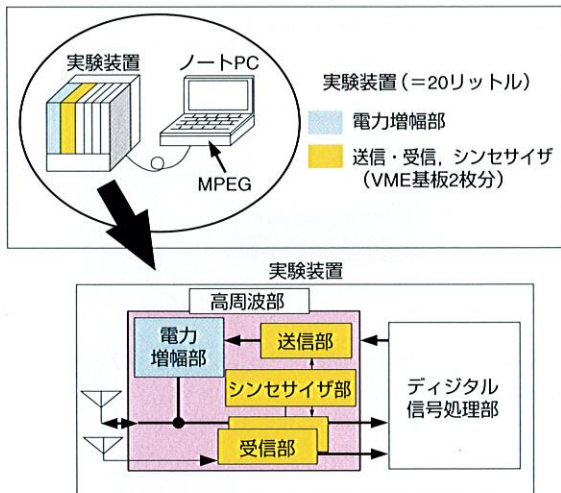 実験装置
ノートPC
MPEG
実験装置(=20リットル)
電力増幅部
送信・受信，シンセサイザ
(VME基板2枚分)
実験装置
高周波部
電力
増幅部
送信部
シンセサイザ部
受信部
ディジタル
信号処理部